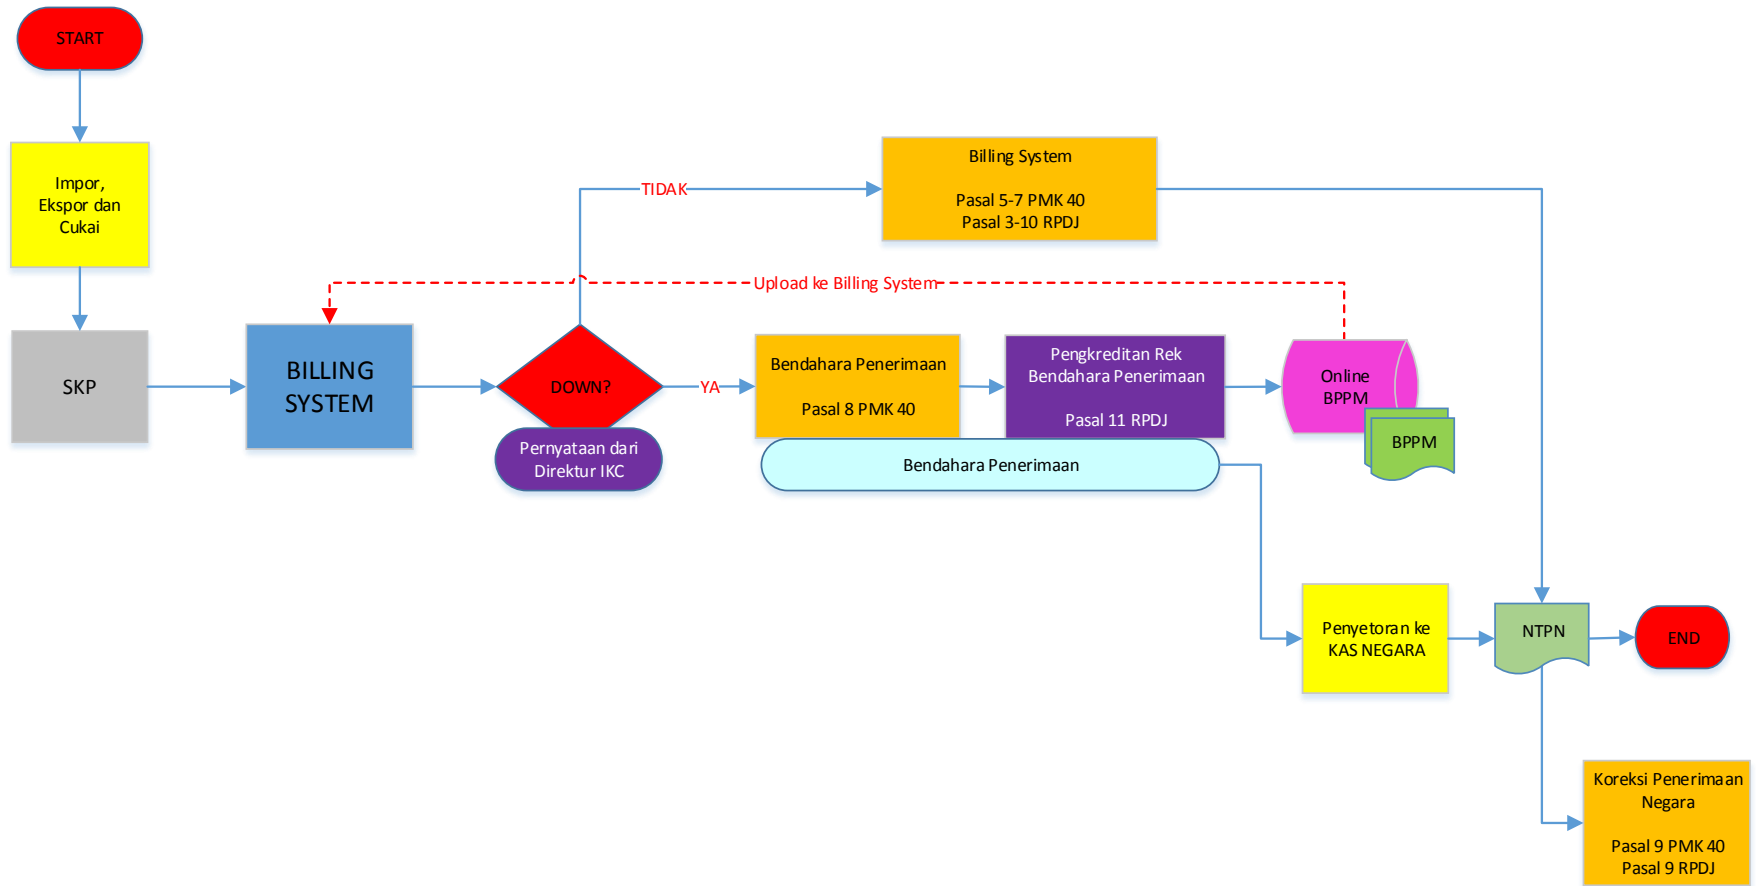 START
Impor,
Ekspor dan
Cukai
SKP
BILLING
SYSTEM
DOWN?
Pernyataan dari
Direktur IKC
TIDAK
Billing System
Pasal 5-7 PMK 40
Pasal 3-10 RPDJ
Upload ke Billing System
YA
Bendahara Penerimaan
Pasal 8 PMK 40
Pengkreditan Rek
Bendahara Penerimaan
Pasal 11 RPDJ
Online
BPPM
BPPM
Bendahara Penerimaan
Penyetoran ke
KAS NEGARA
NTPN
END
Koreksi Penerimaan
Negara
Pasal 9 PMK 40
Pasal 9 RPDJ